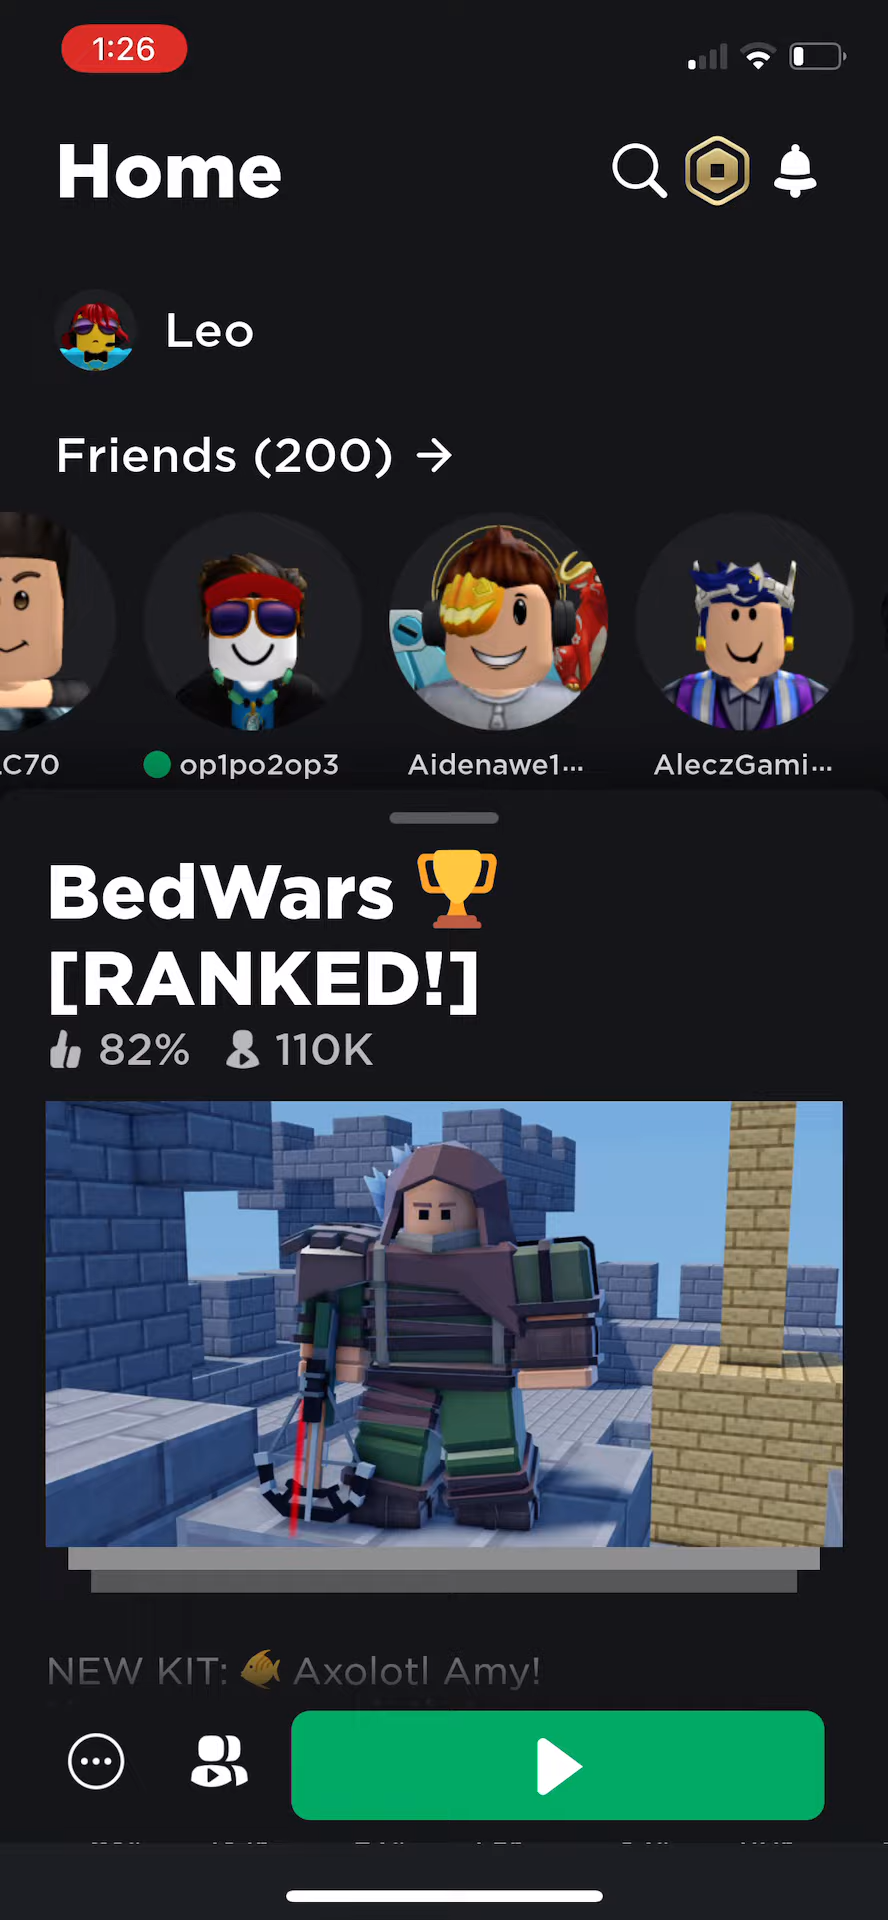 1:26
Home
Leo
Friends (200) →
.C70
op1po2op3
Aidenawe1...
AleczGami...
BedWars 🏆
[RANKED!]
82% 110K
NEW KIT: 🐠 Axolotl Amy!